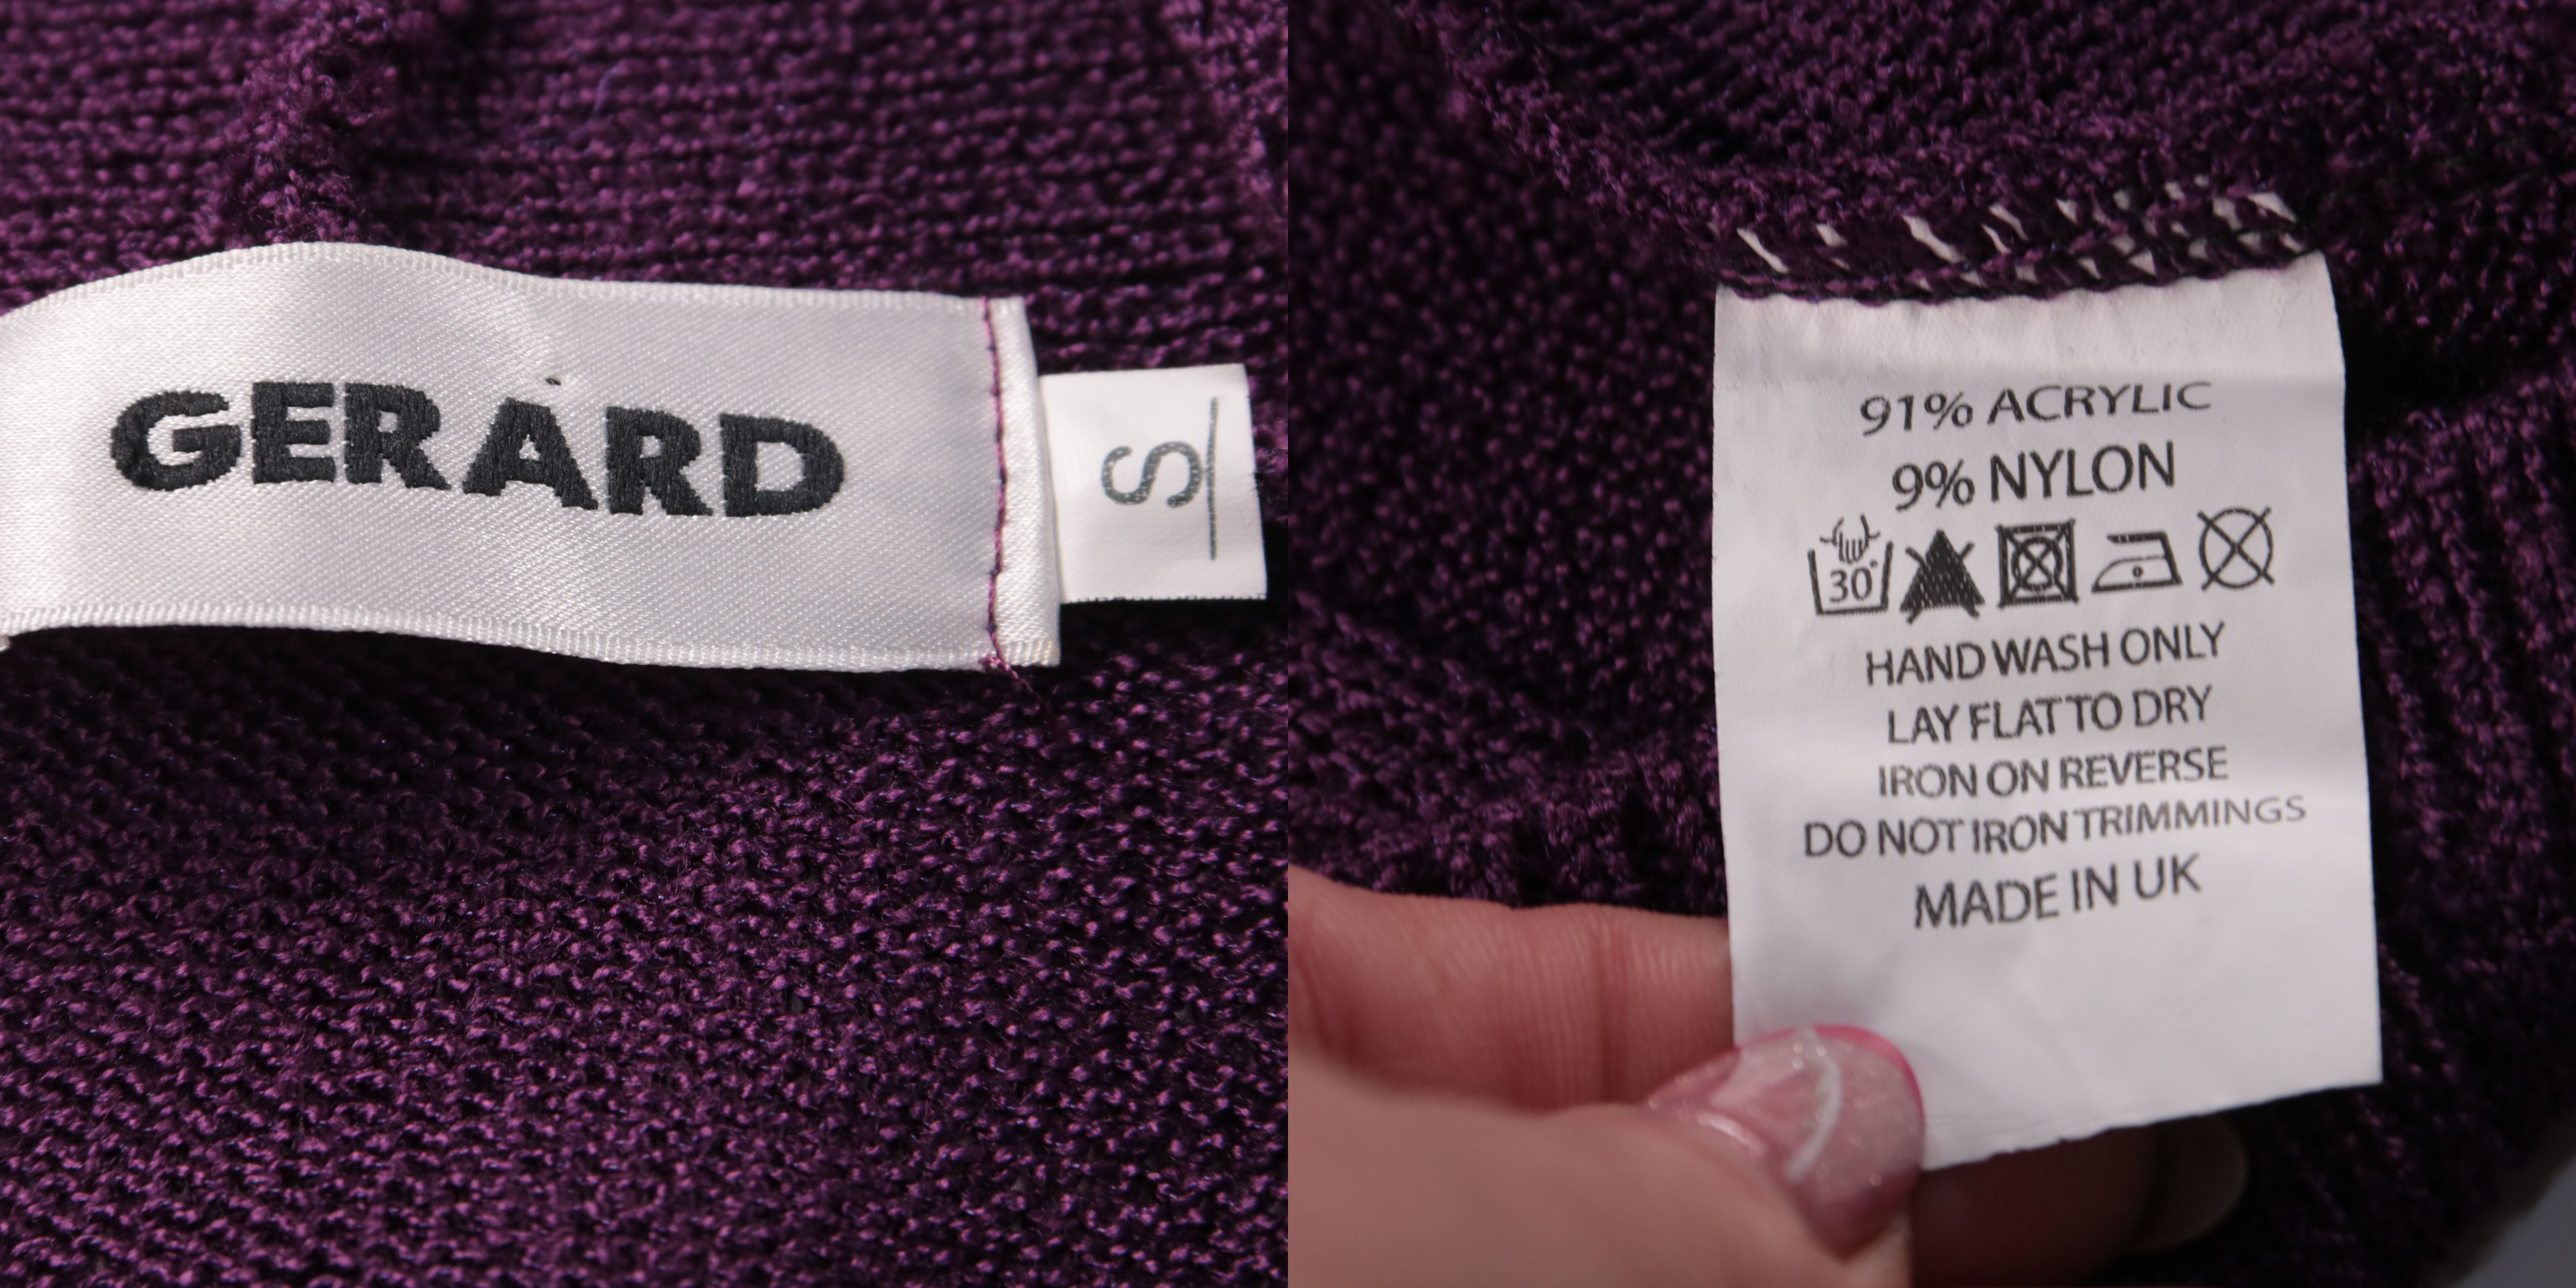 GERARD
S
91% ACRYLIC
9% NYLON
30°
HAND WASH ONLY
LAY FLAT TO DRY
IRON ON REVERSE
DO NOT IRON TRIMMINGS
MADE IN UK